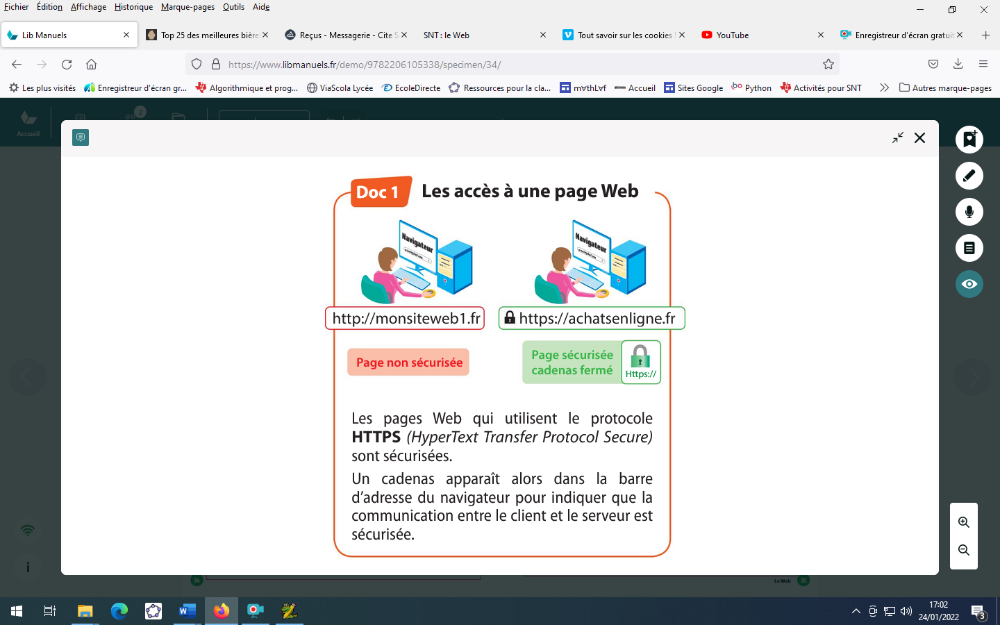 Fichier Édition Affichage Historique Marque-pages Outils Aide
Lib Manuels
Top 25 des meilleures bière
Reçus - Messagerie - Cite S
SNT : le Web
Tout savoir sur les cookies
YouTube
Enregistreur d'écran gratuit
https://www.libmanuels.fr/demo/9782206105338/specimen/34/
Les plus visités
Enregistreur d'écran gr...
Algorithmique et prog...
ViaScola Lycée
EcoleDirecte
Ressources pour la cla...
m∀thL∀f
Accueil
Sites Google
Python
Activités pour SNT
Autres marque-pages
2
Accueil
Doc 1 Les accès à une page Web
Navigateur
Navigateur
http://monsiteweb1.fr
https://achatsenligne.fr
Page non sécurisée
Page sécurisée
cadenas fermé
Https://
Les pages Web qui utilisent le protocole
HTTPS (HyperText Transfer Protocol Secure)
sont sécurisées.
Un cadenas apparaît alors dans la barre
d'adresse du navigateur pour indiquer que la
communication entre le client et le serveur est
sécurisée.
34
Le Web 35
17:02
24/01/2022
3